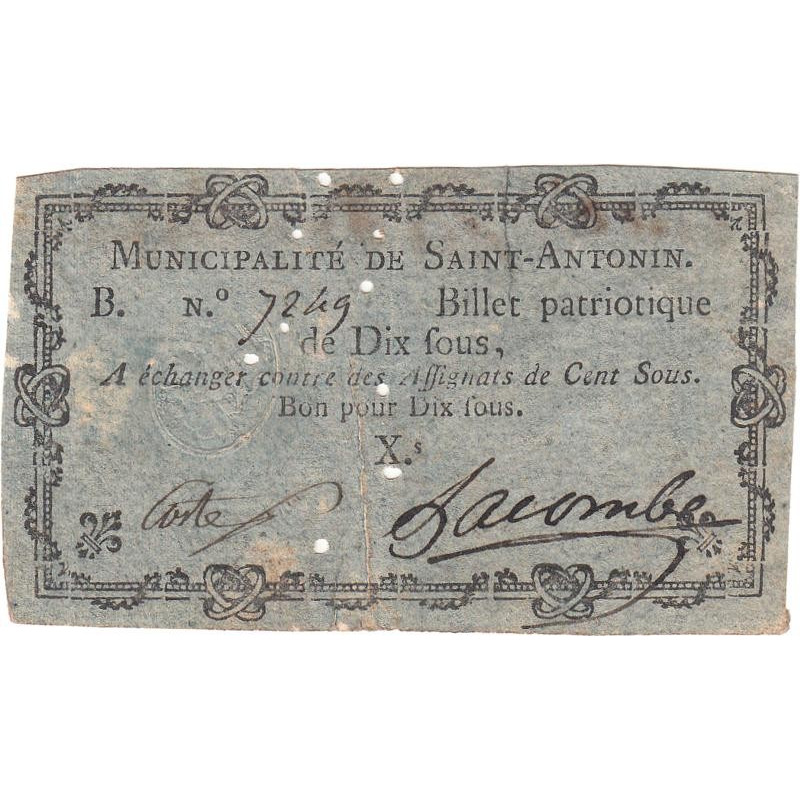 MUNICIPALITÉ DE SAINT-ANTONIN.
B. N.° 7249 Billet patriotique
de Dix ſous,
A échanger contre des Aſſignats de Cent Sous.
Bon pour Dix ſous.
X.s
Coste Lacombe